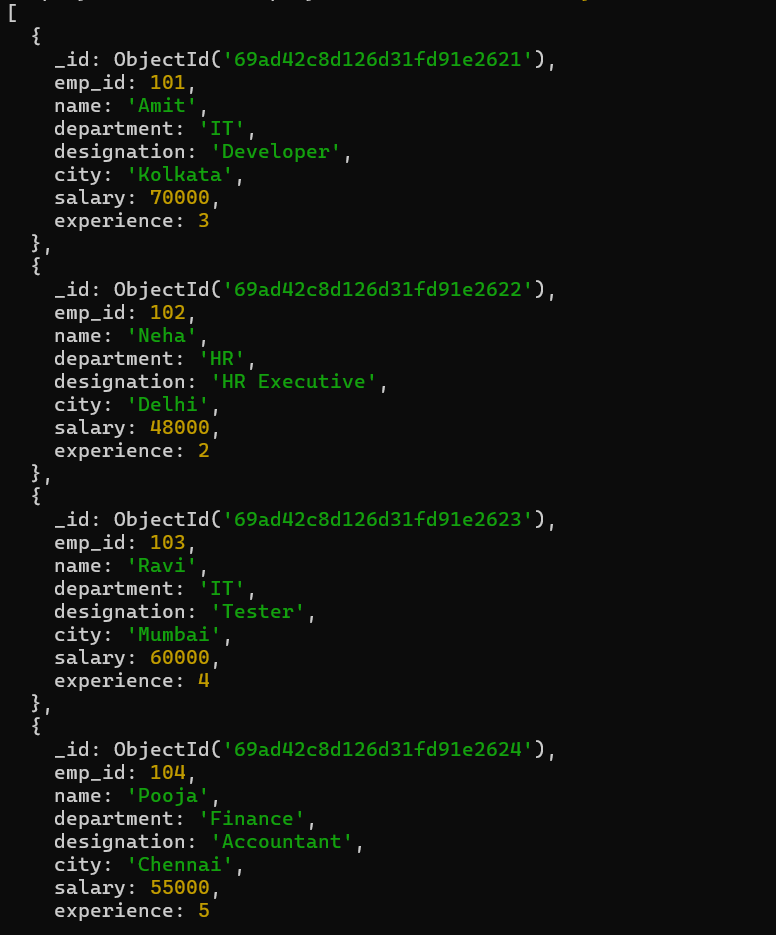 [
  {
    _id: ObjectId('69ad42c8d126d31fd91e2621'),
    emp_id: 101,
    name: 'Amit',
    department: 'IT',
    designation: 'Developer',
    city: 'Kolkata',
    salary: 70000,
    experience: 3
  },
  {
    _id: ObjectId('69ad42c8d126d31fd91e2622'),
    emp_id: 102,
    name: 'Neha',
    department: 'HR',
    designation: 'HR Executive',
    city: 'Delhi',
    salary: 48000,
    experience: 2
  },
  {
    _id: ObjectId('69ad42c8d126d31fd91e2623'),
    emp_id: 103,
    name: 'Ravi',
    department: 'IT',
    designation: 'Tester',
    city: 'Mumbai',
    salary: 60000,
    experience: 4
  },
  {
    _id: ObjectId('69ad42c8d126d31fd91e2624'),
    emp_id: 104,
    name: 'Pooja',
    department: 'Finance',
    designation: 'Accountant',
    city: 'Chennai',
    salary: 55000,
    experience: 5